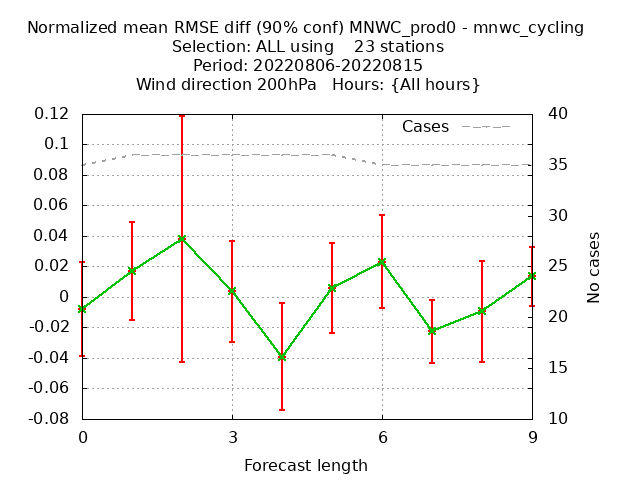 Normalized mean RMSE diff (90% conf) MNWC_prod0 - mnwc_cycling
Selection: ALL using    23 stations
Period: 20220806-20220815
Wind direction 200hPa   Hours: {All hours}
0.12
0.1
0.08
0.06
0.04
0.02
0
-0.02
-0.04
-0.06
-0.08
Cases
40
35
30
25
20
15
10
No cases
0 3 6 9
Forecast length